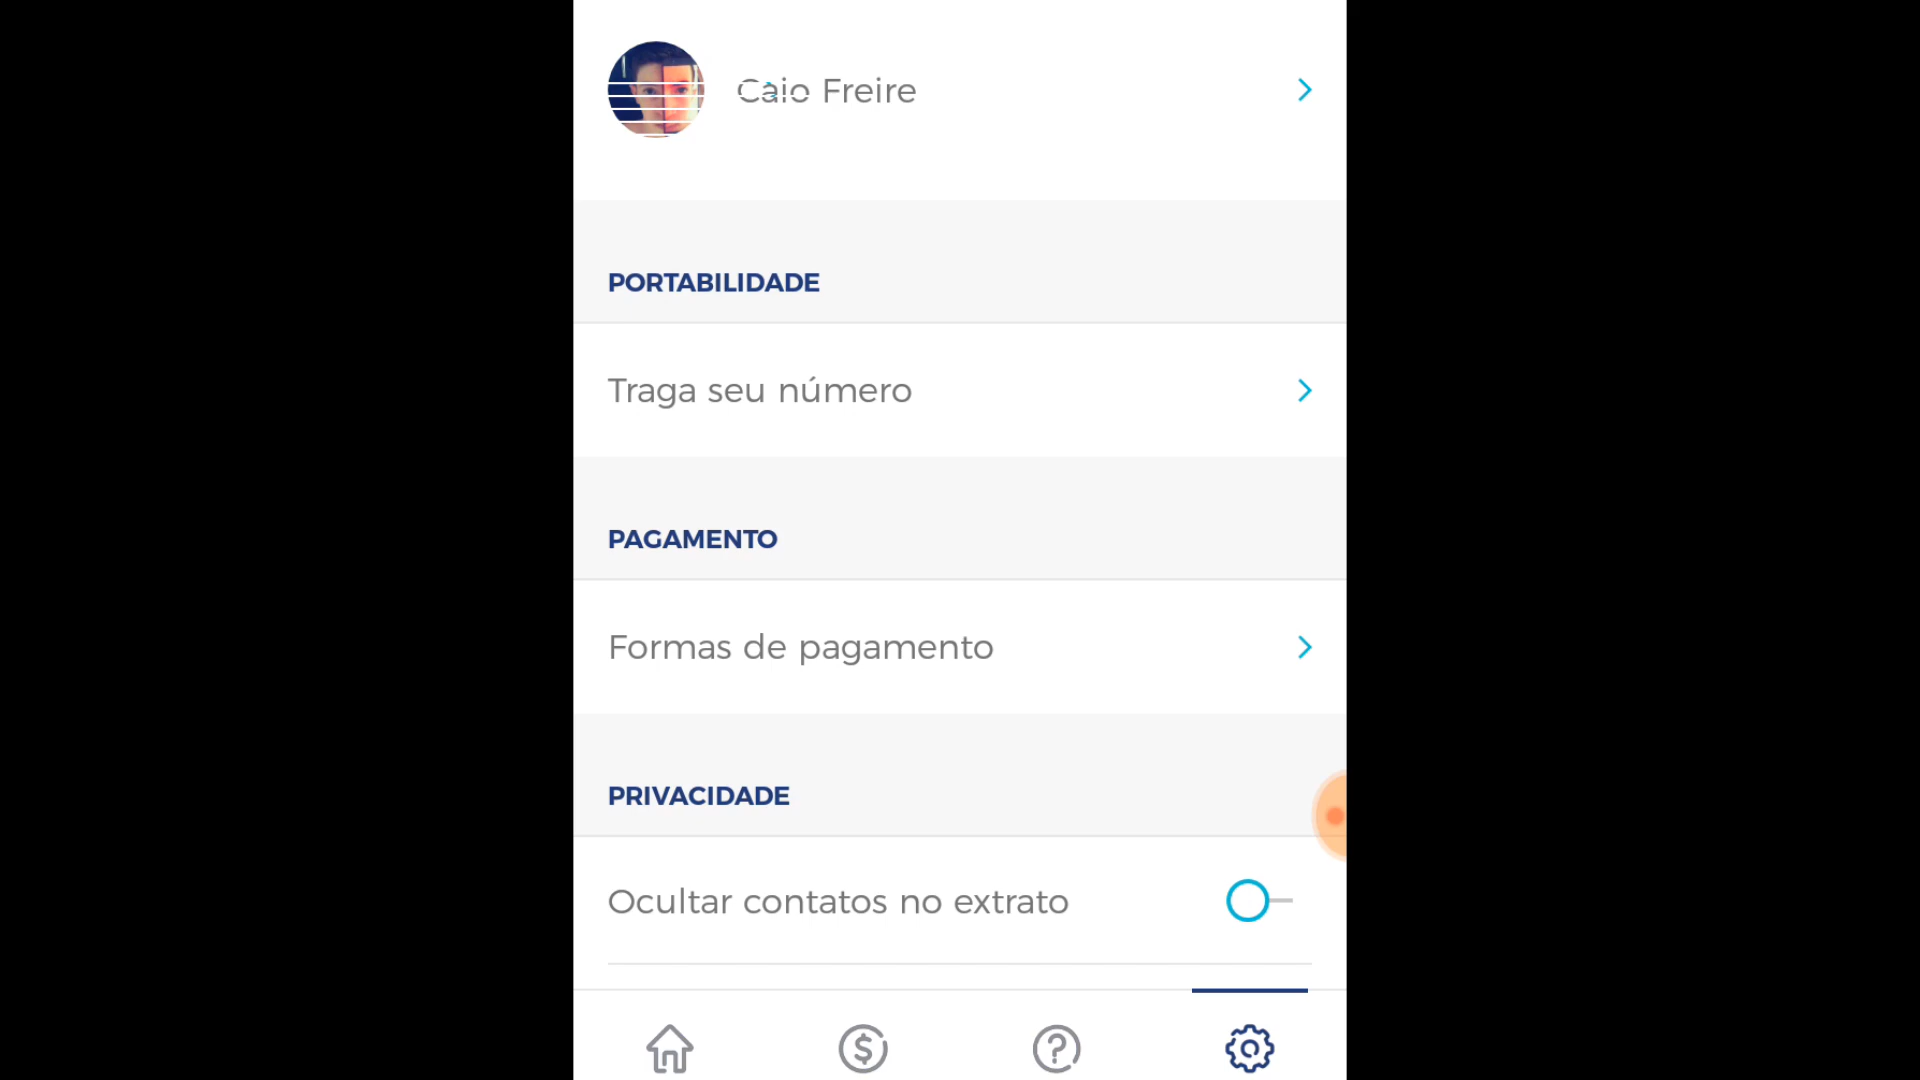 Caio Freire
PORTABILIDADE
Traga seu número
PAGAMENTO
Formas de pagamento
PRIVACIDADE
Ocultar contatos no extrato